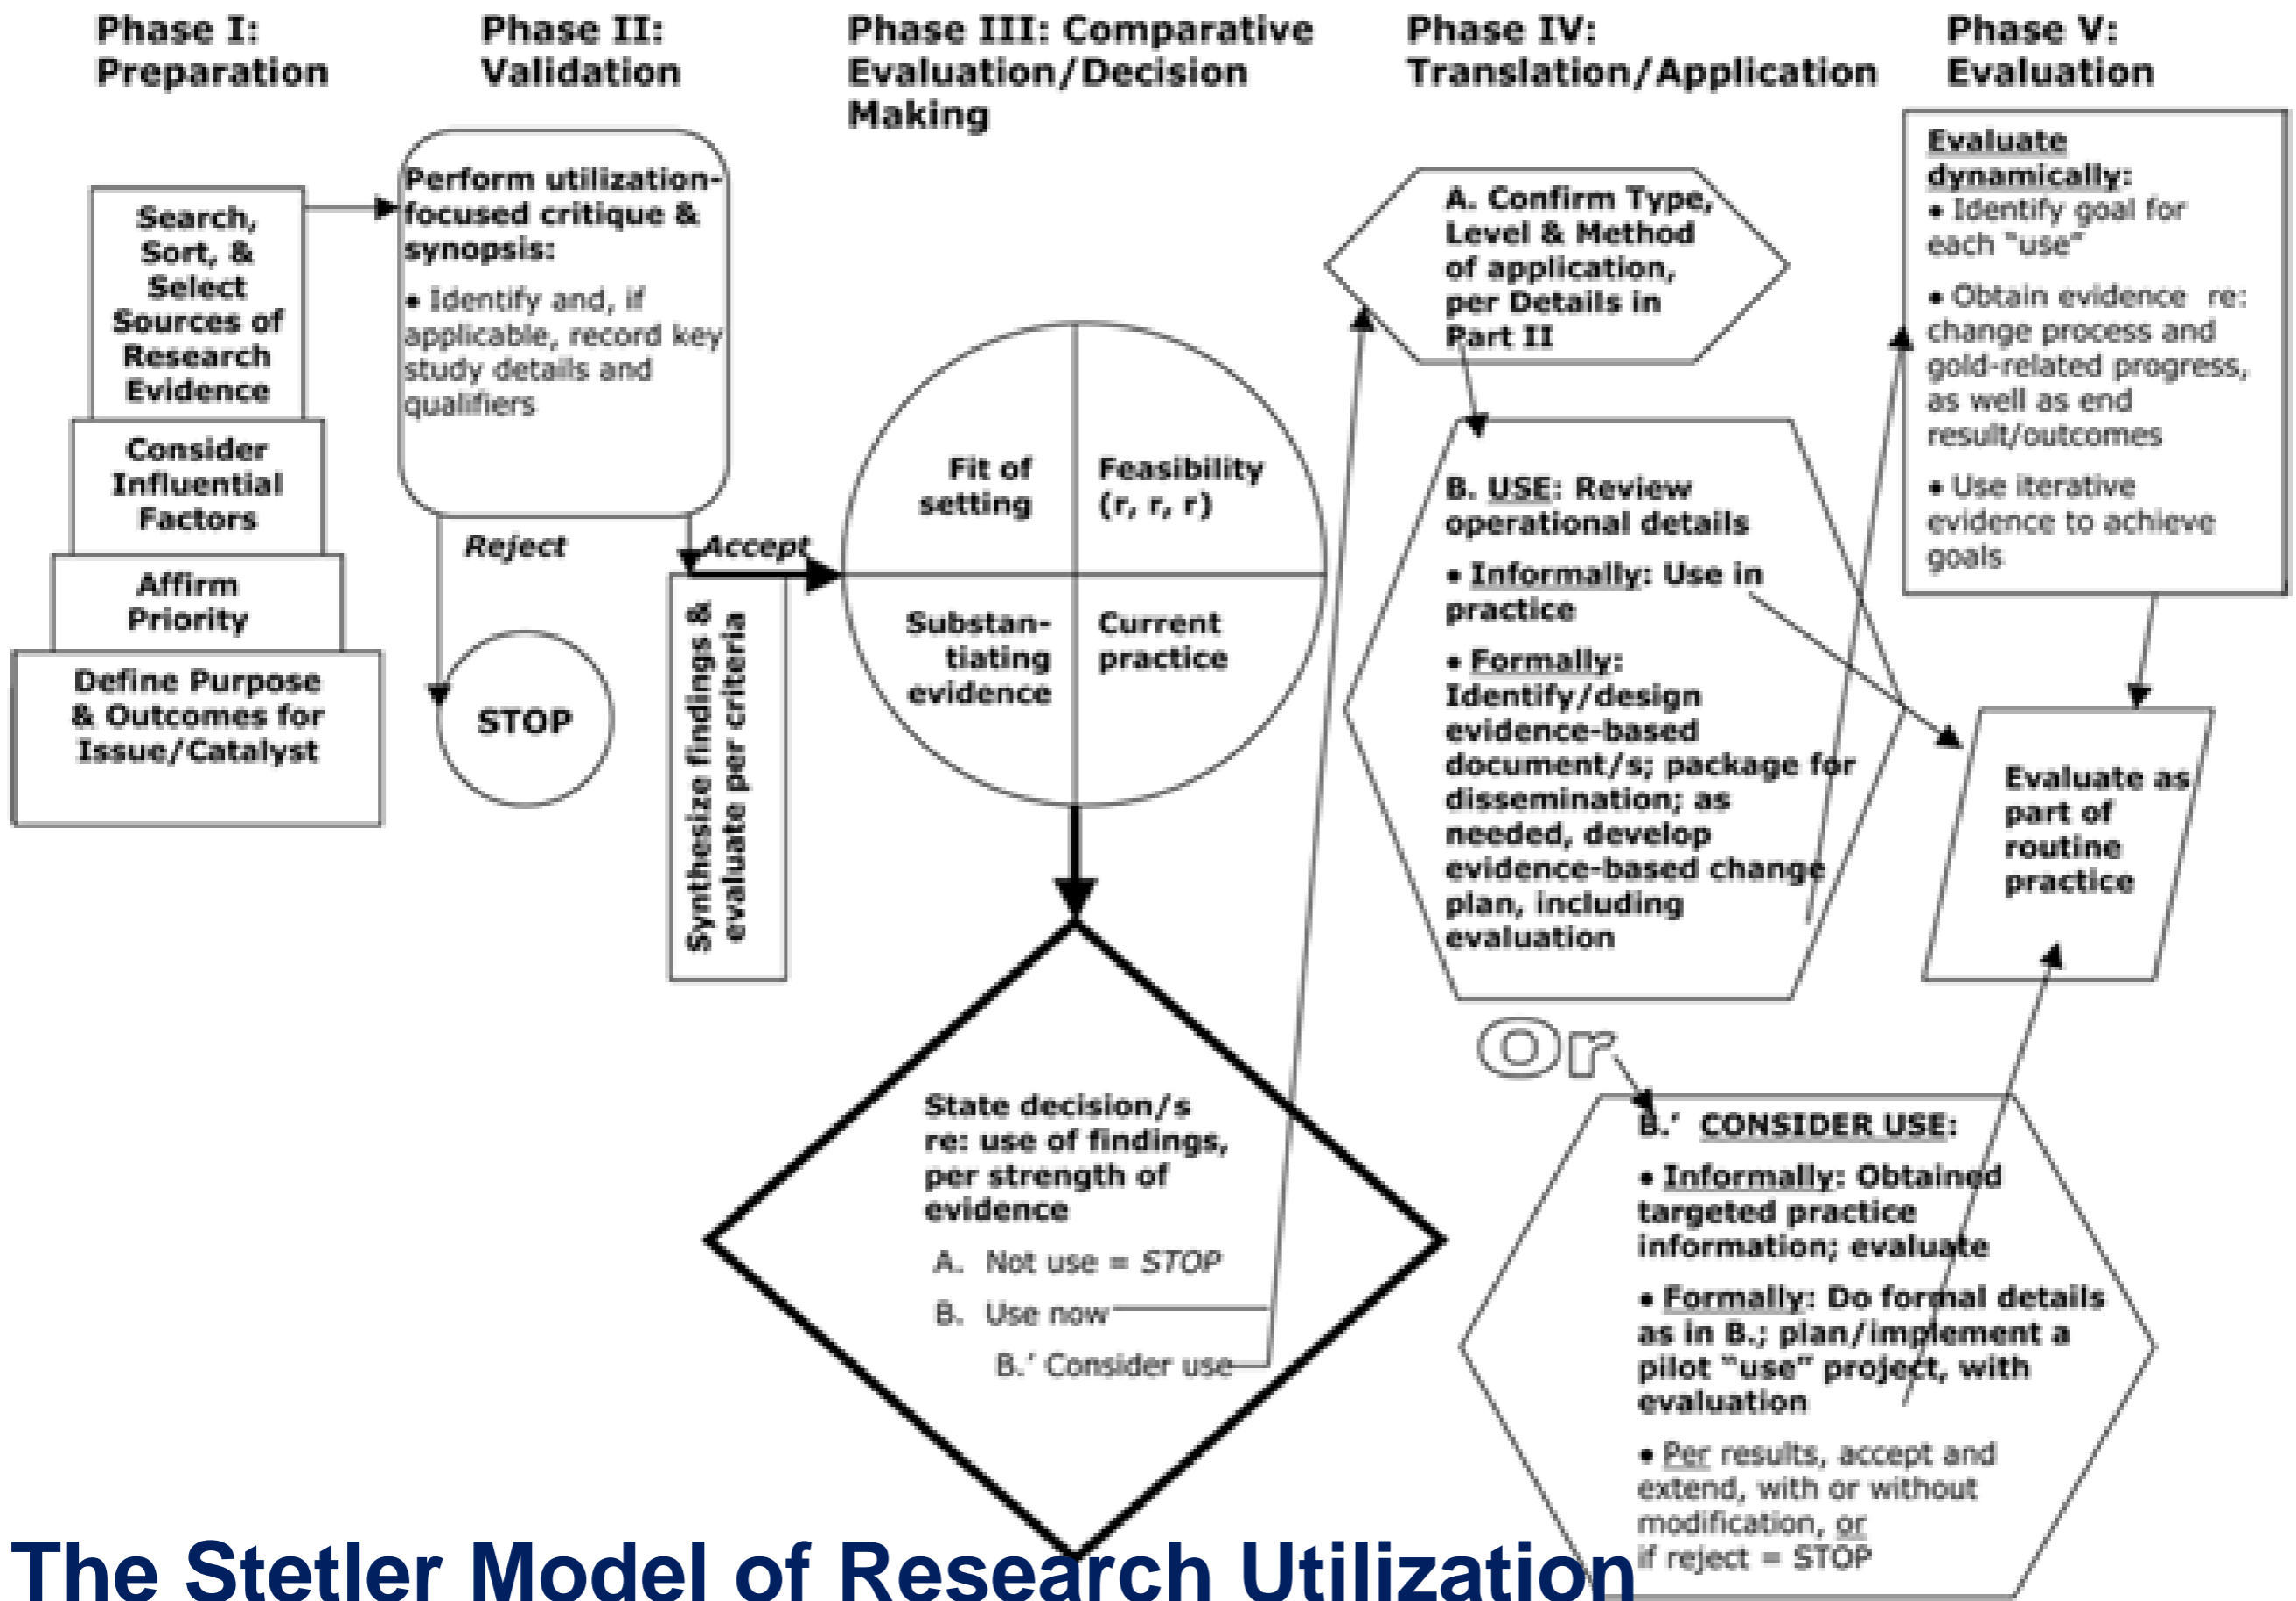 Phase I:
Preparation
Phase II:
Validation
Phase III: Comparative
Evaluation/Decision
Making
Phase IV:
Translation/Application
Phase V:
Evaluation
Search,
Sort, &
Select
Sources of
Research
Evidence
Consider
Influential
Factors
Affirm
Priority
Define Purpose
& Outcomes for
Issue/Catalyst
Perform utilization-
focused critique &
synopsis:
• Identify and, if
applicable, record key
study details and
qualifiers
Reject
Accept
STOP
Synthesize findings &
evaluate per criteria
Fit of
setting
Feasibility
(r, r, r)
Substan-
tiating
evidence
Current
practice
State decision/s
re: use of findings,
per strength of
evidence
A. Not use = STOP
B. Use now
B.' Consider use
A. Confirm Type,
Level & Method
of application,
per Details in
Part II
B. USE: Review
operational details
• Informally: Use in
practice
• Formally:
Identify/design
evidence-based
document/s; package for
dissemination; as
needed, develop
evidence-based change
plan, including
evaluation
Or
B.' CONSIDER USE:
• Informally: Obtained
targeted practice
information; evaluate
• Formally: Do formal details
as in B.; plan/implement a
pilot “use” project, with
evaluation
• Per results, accept and
extend, with or without
modification, or
if reject = STOP
Evaluate
dynamically:
• Identify goal for
each “use”
• Obtain evidence re:
change process and
gold-related progress,
as well as end
result/outcomes
• Use iterative
evidence to achieve
goals
Evaluate as
part of
routine
practice
The Stetler Model of Research Utilization